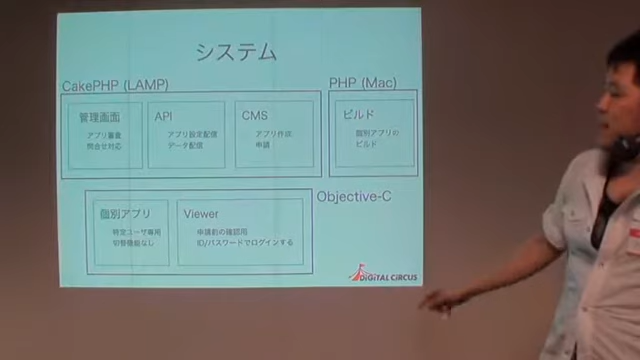 システム
CakePHP (LAMP)
PHP (Mac)
管理画面
アプリ審査
問合せ対応
API
アプリ設定配信
データ配信
CMS
アプリ作成
申請
ビルド
個別アプリの
ビルド
Objective-C
個別アプリ
特定ユーザ専用
切替機能なし
Viewer
申請前の確認用
ID/パスワードでログインする
DiGiTAL CiRCUS